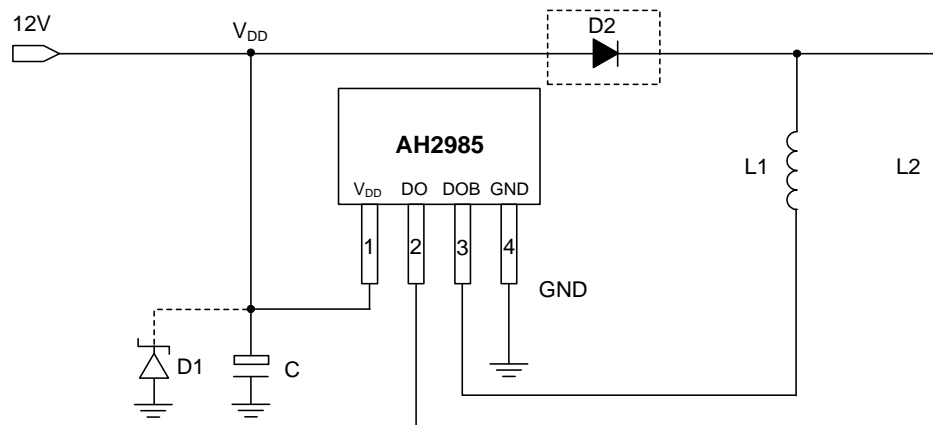 12V
VDD
D2
AH2985
VDD DO DOB GND
1 2 3 4
L1
L2
GND
D1
C